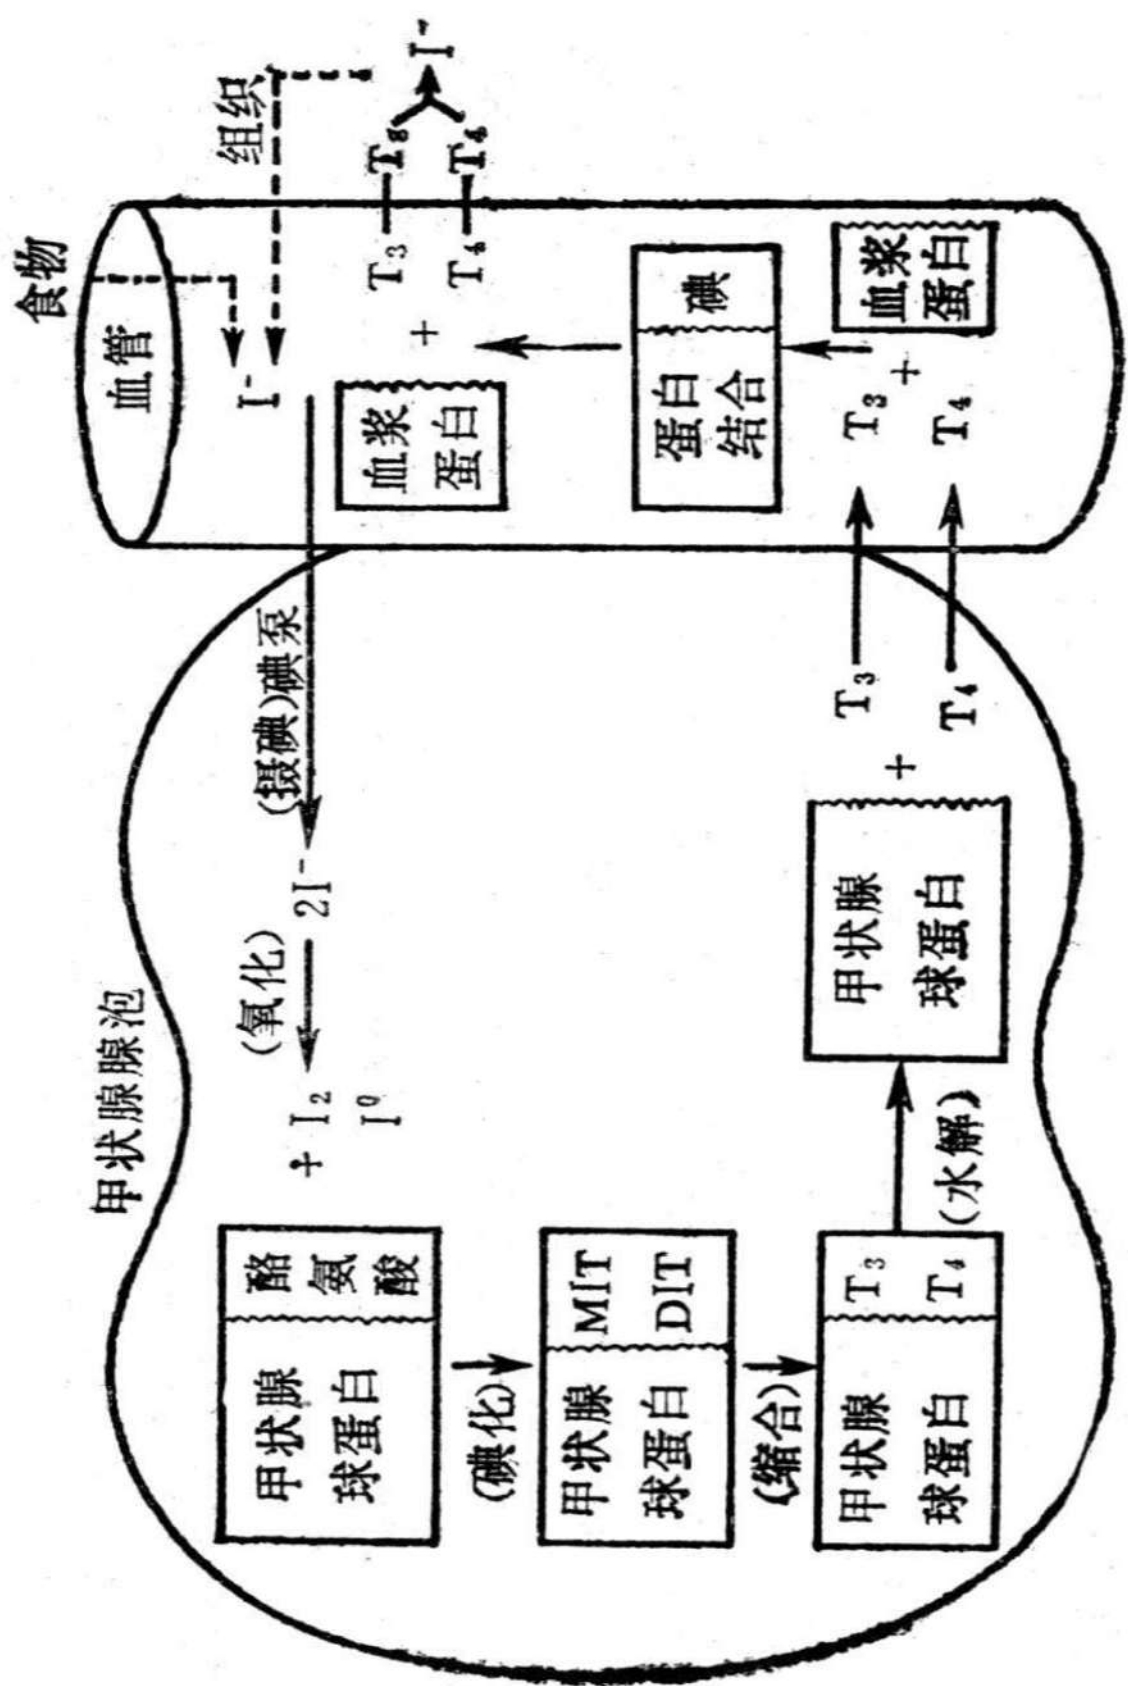 食物
甲状腺腺泡
血管
组织
I⁻
(氧化)
(摄碘)碘泵
+ I₂
2I⁻
I⁰
I⁻
甲状腺
球蛋白
酪
氨
酸
血浆
蛋白
+
T₃
T₄
T₃
T₄
(碘化)
甲状腺
球蛋白
MIT
DIT
蛋白
结合
碘
(缩合)
甲状腺
球蛋白
T₃
T₄
(水解)
甲状腺
球蛋白
+
T₃
T₄
T₃
T₄
+
血浆
蛋白